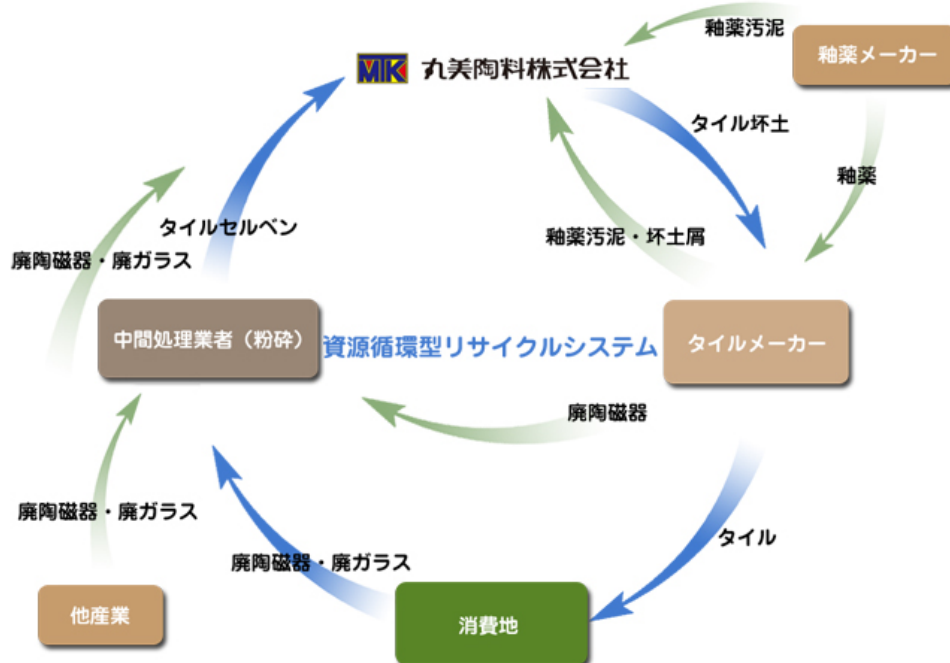 釉薬汚泥
釉薬メーカー
MTK 丸美陶料株式会社
タイル坏土
釉薬
タイルセルベン
釉薬汚泥・坏土屑
廃陶磁器・廃ガラス
中間処理業者（粉砕）
資源循環型リサイクルシステム
タイルメーカー
廃陶磁器
廃陶磁器・廃ガラス
タイル
廃陶磁器・廃ガラス
他産業
消費地